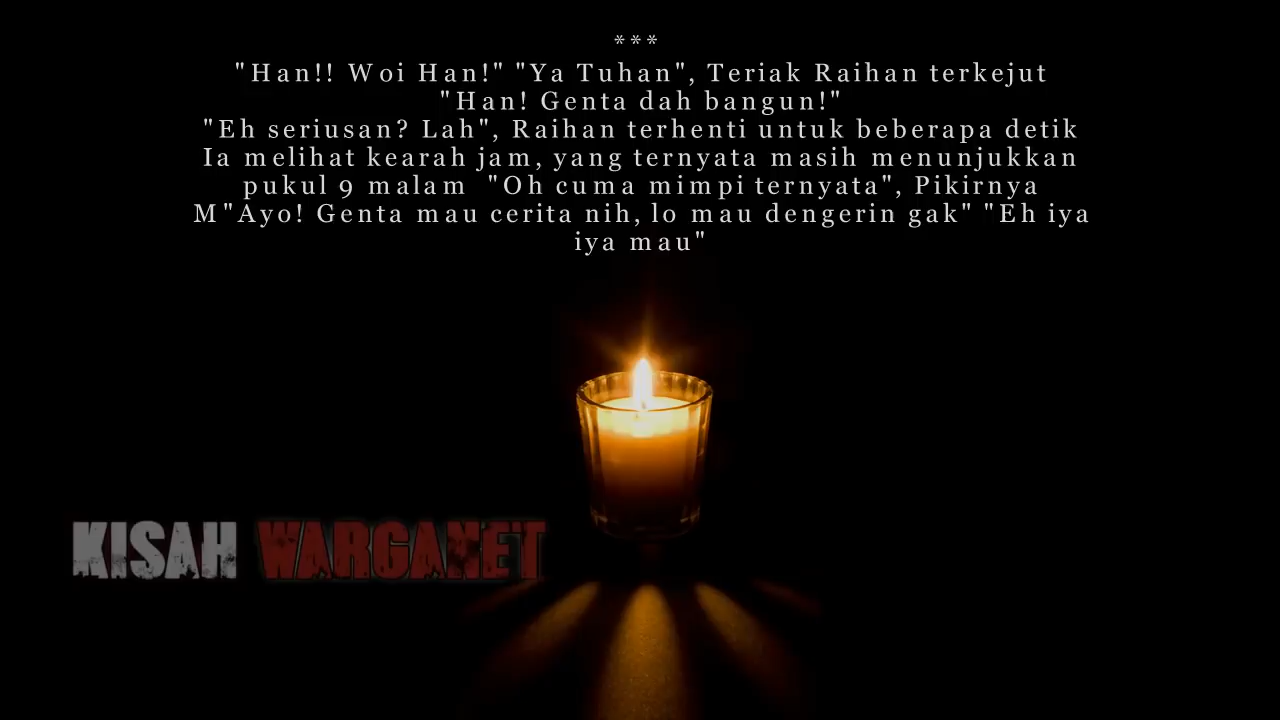 ***
"Han!! Woi Han!" "Ya Tuhan", Teriak Raihan terkejut
"Han! Genta dah bangun!"
"Eh seriusan? Lah", Raihan terhenti untuk beberapa detik
Ia melihat kearah jam, yang ternyata masih menunjukkan
pukul 9 malam  "Oh cuma mimpi ternyata", Pikirnya
M"Ayo! Genta mau cerita nih, lo mau dengerin gak" "Eh iya
iya mau"
KISAH WARGANET